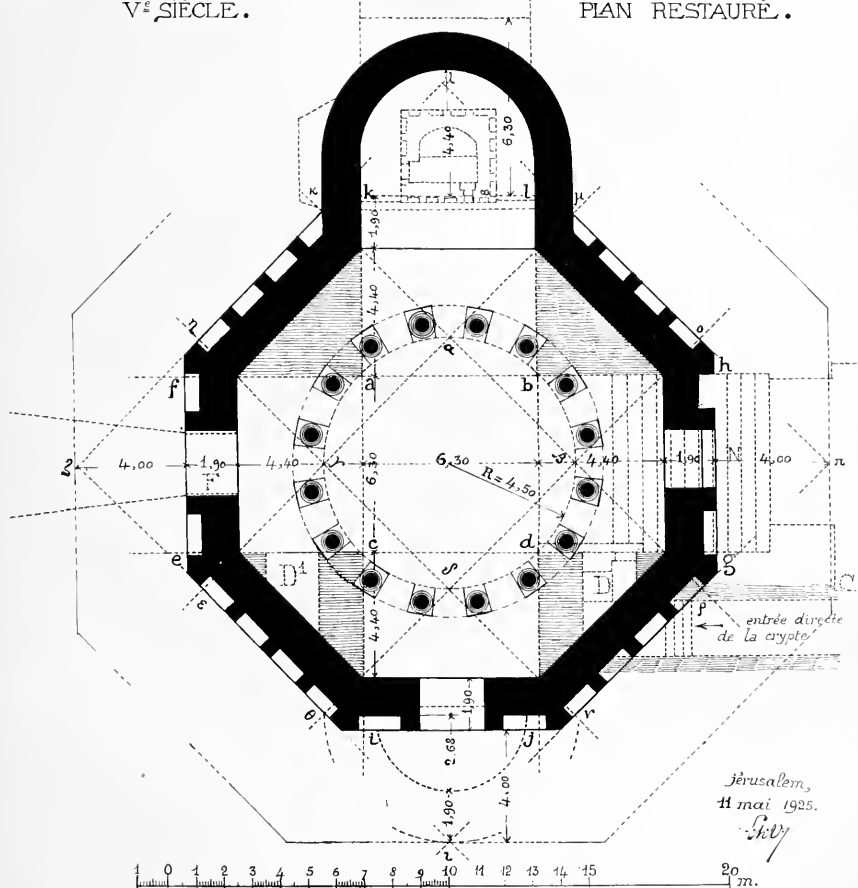 Vᵉ SIÈCLE.
PLAN RESTAURÉ.
λ
4,40
6,30
8
κ
k
l
μ
1,90
4,40
η
ο
f
h
a
α
b
4,00
1,90
F
4,40
γ
6,30
6,30
R = 4,50
β
4,40
1,90
N
4,00
π
e
c
d
g
D¹
δ
D
C
ε
ρ
entrée directe
de la crypte
4,40
1,90
θ
i
j
r
2.68
4,00
1,90
ι
jérusalem,
11 mai 1925.
1 0 1 2 3 4 5 6 7 8 9 10 11 12 13 14 15 20 m.